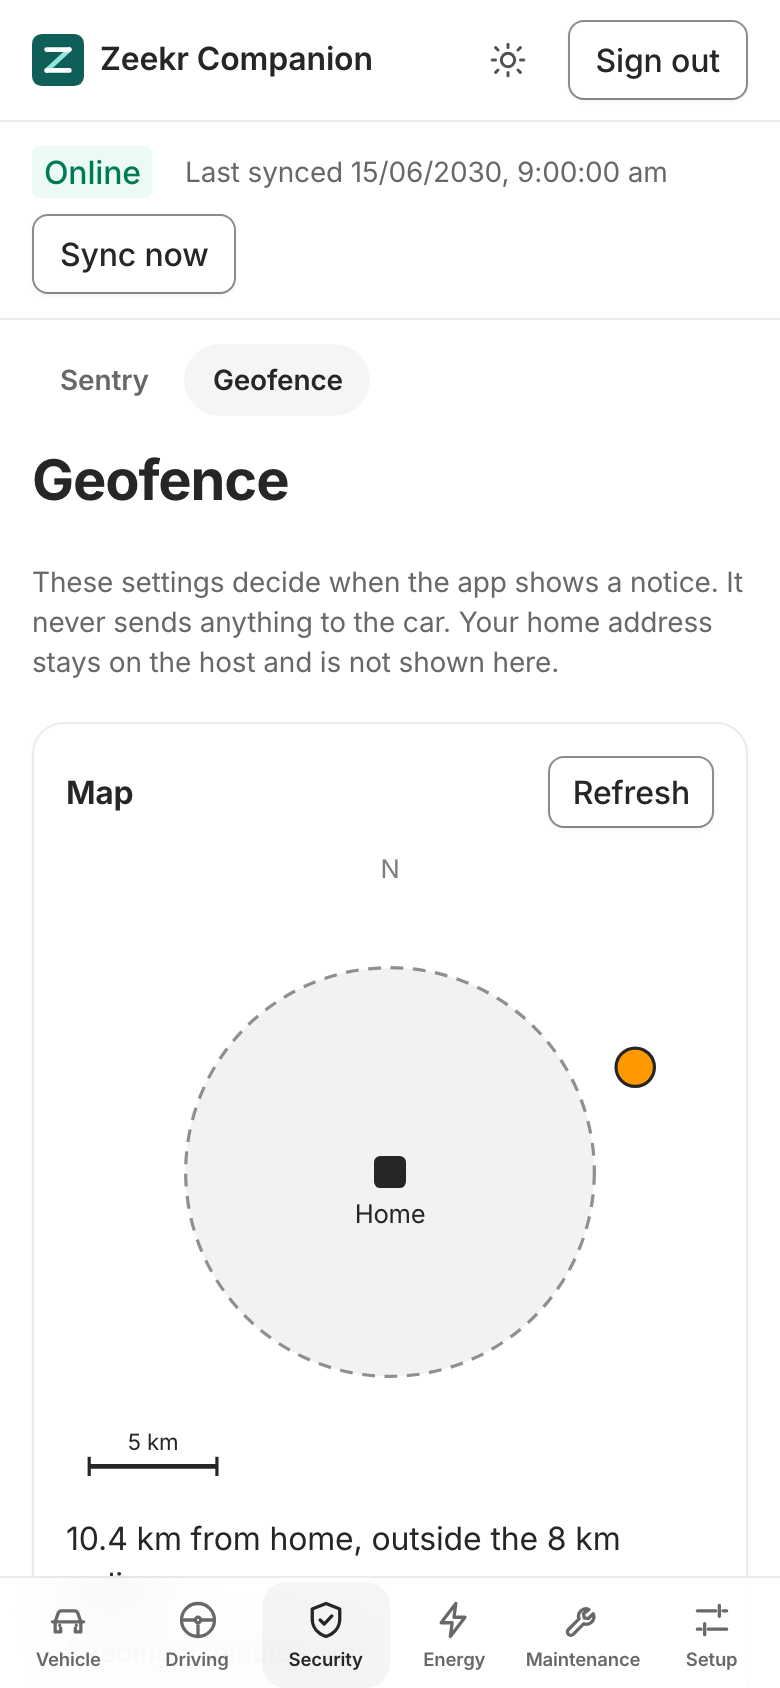 Zeekr Companion
Sign out
Online
Last synced 15/06/2030, 9:00:00 am
Sync now
Sentry
Geofence
Geofence
These settings decide when the app shows a notice. It
never sends anything to the car. Your home address
stays on the host and is not shown here.
Map
Refresh
N
Home
5 km
10.4 km from home, outside the 8 km
Vehicle
Driving
Security
Energy
Maintenance
Setup